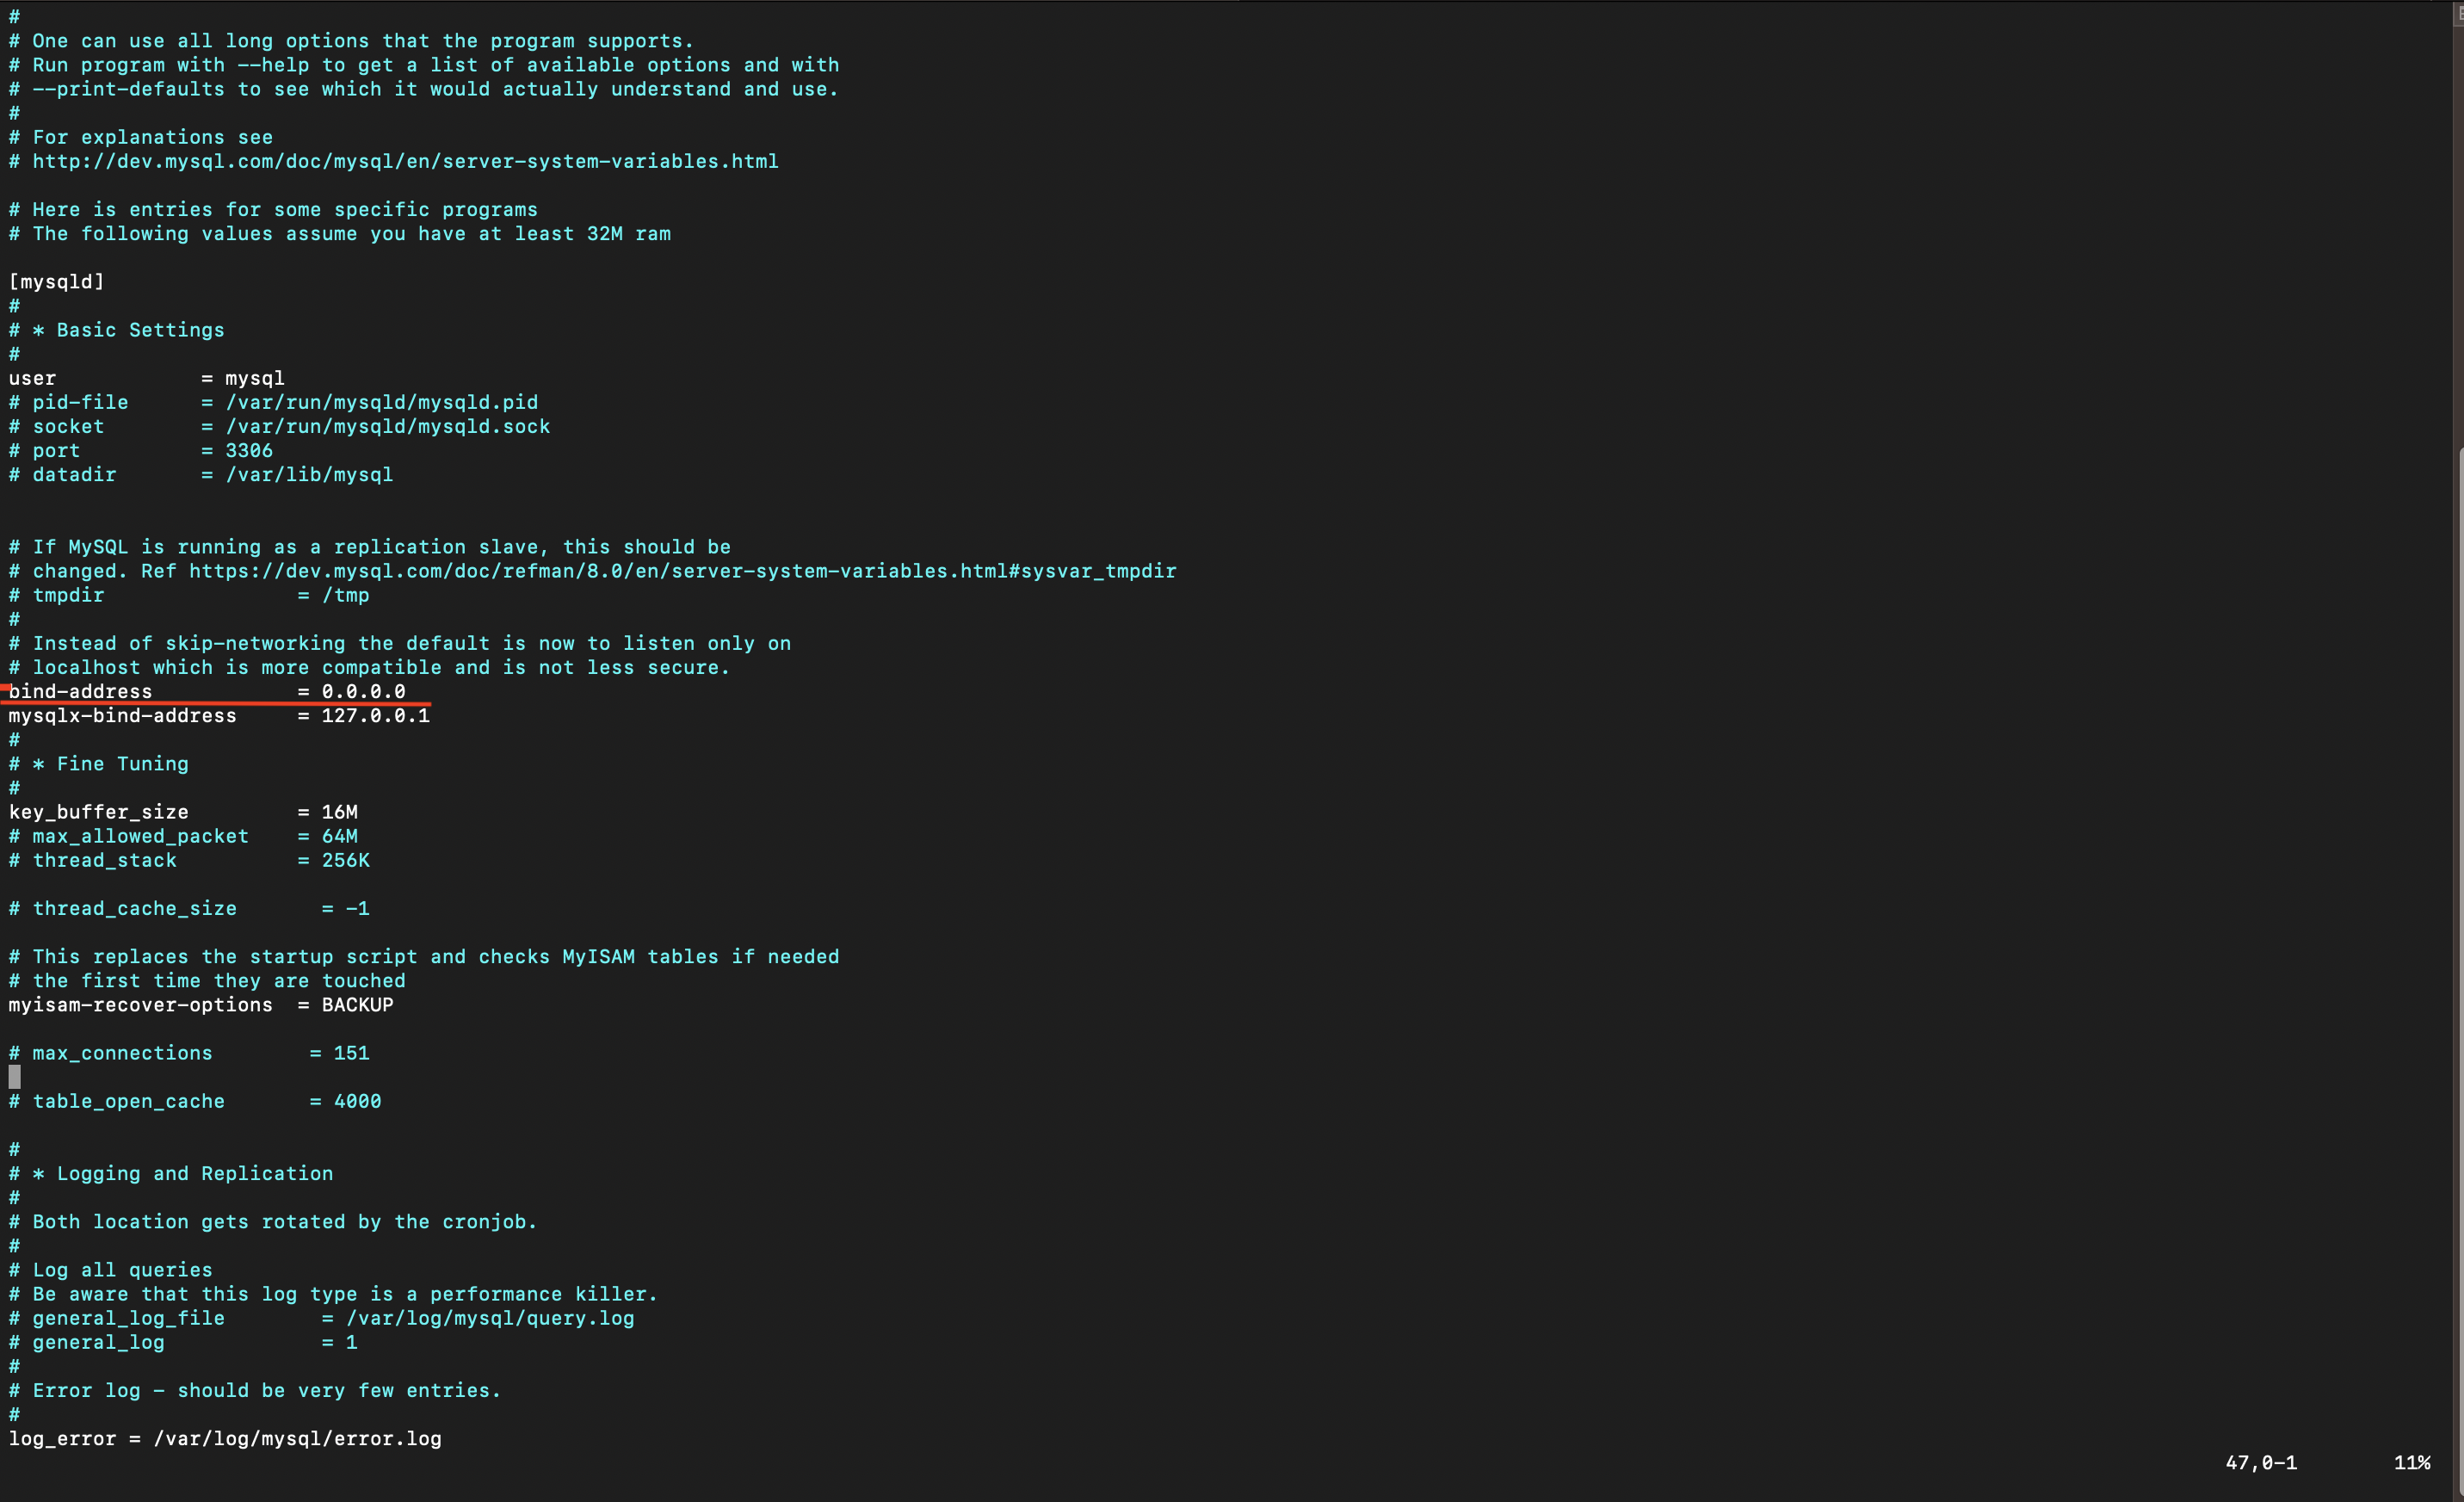 #
# One can use all long options that the program supports.
# Run program with --help to get a list of available options and with
# --print-defaults to see which it would actually understand and use.
#
# For explanations see
# http://dev.mysql.com/doc/mysql/en/server-system-variables.html

# Here is entries for some specific programs
# The following values assume you have at least 32M ram

[mysqld]
#
# * Basic Settings
#
user            = mysql
# pid-file      = /var/run/mysqld/mysqld.pid
# socket        = /var/run/mysqld/mysqld.sock
# port          = 3306
# datadir       = /var/lib/mysql


# If MySQL is running as a replication slave, this should be
# changed. Ref https://dev.mysql.com/doc/refman/8.0/en/server-system-variables.html#sysvar_tmpdir
# tmpdir                = /tmp
#
# Instead of skip-networking the default is now to listen only on
# localhost which is more compatible and is not less secure.
bind-address            = 0.0.0.0
mysqlx-bind-address     = 127.0.0.1
#
# * Fine Tuning
#
key_buffer_size         = 16M
# max_allowed_packet    = 64M
# thread_stack          = 256K

# thread_cache_size       = -1

# This replaces the startup script and checks MyISAM tables if needed
# the first time they are touched
myisam-recover-options  = BACKUP

# max_connections        = 151

# table_open_cache       = 4000

#
# * Logging and Replication
#
# Both location gets rotated by the cronjob.
#
# Log all queries
# Be aware that this log type is a performance killer.
# general_log_file        = /var/log/mysql/query.log
# general_log             = 1
#
# Error log - should be very few entries.
#
log_error = /var/log/mysql/error.log
47,0-1        11%